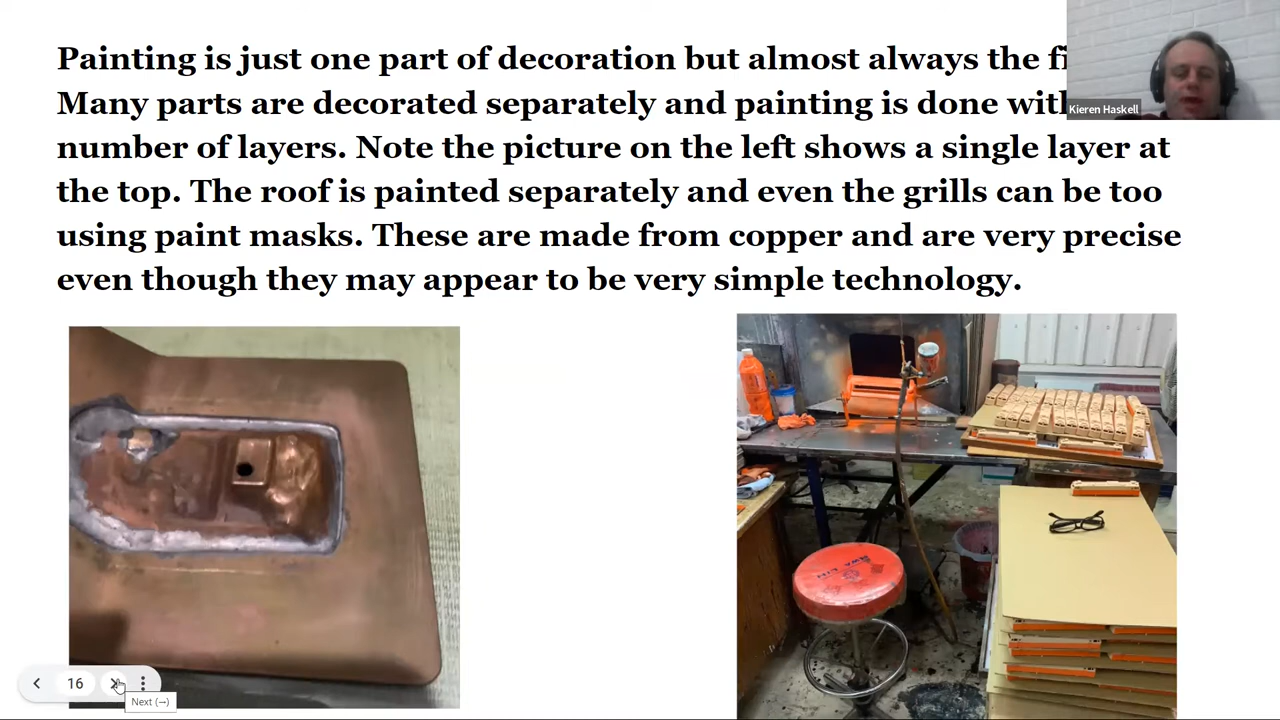 Painting is just one part of decoration but almost always the
Many parts are decorated separately and painting is done
number of layers. Note the picture on the left shows a single layer at
the top. The roof is painted separately and even the grills can be too
using paint masks. These are made from copper and are very precise
even though they may appear to be very simple technology.
Kieren Haskell
16
Next (→)